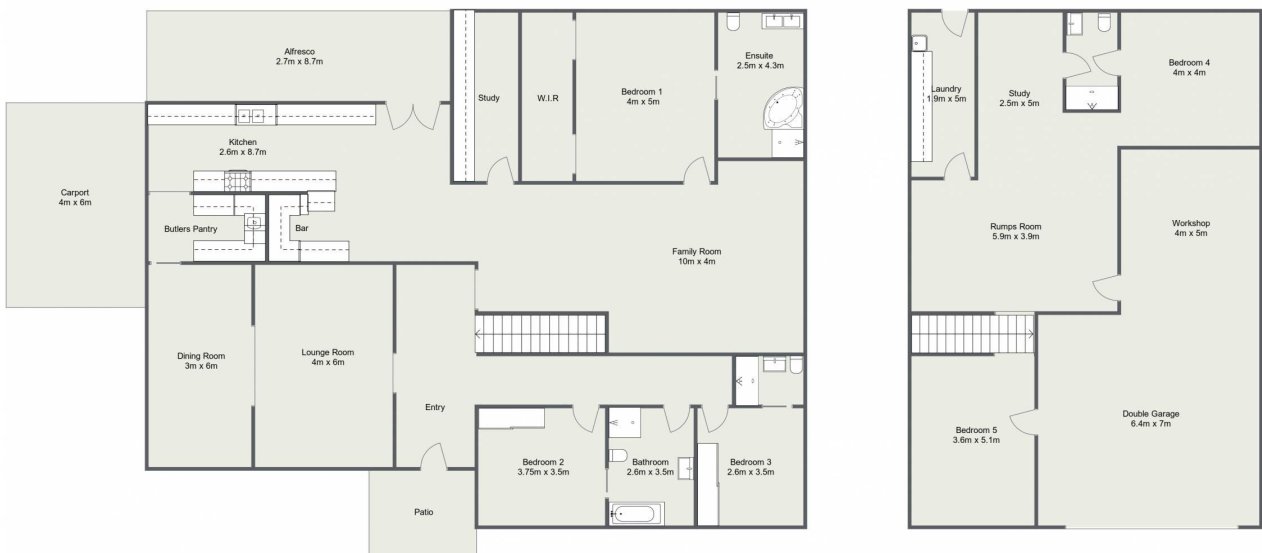 Alfresco
2.7m x 8.7m
Study
W.I.R
Bedroom 1
4m x 5m
Ensuite
2.5m x 4.3m
Kitchen
2.6m x 8.7m
Carport
4m x 6m
Butlers Pantry
Bar
Family Room
10m x 4m
Dining Room
3m x 6m
Lounge Room
4m x 6m
Entry
Bedroom 2
3.75m x 3.5m
Bathroom
2.6m x 3.5m
Bedroom 3
2.6m x 3.5m
Patio
Laundry
1.9m x 5m
Study
2.5m x 5m
Bedroom 4
4m x 4m
Rumps Room
5.9m x 3.9m
Workshop
4m x 5m
Bedroom 5
3.6m x 5.1m
Double Garage
6.4m x 7m